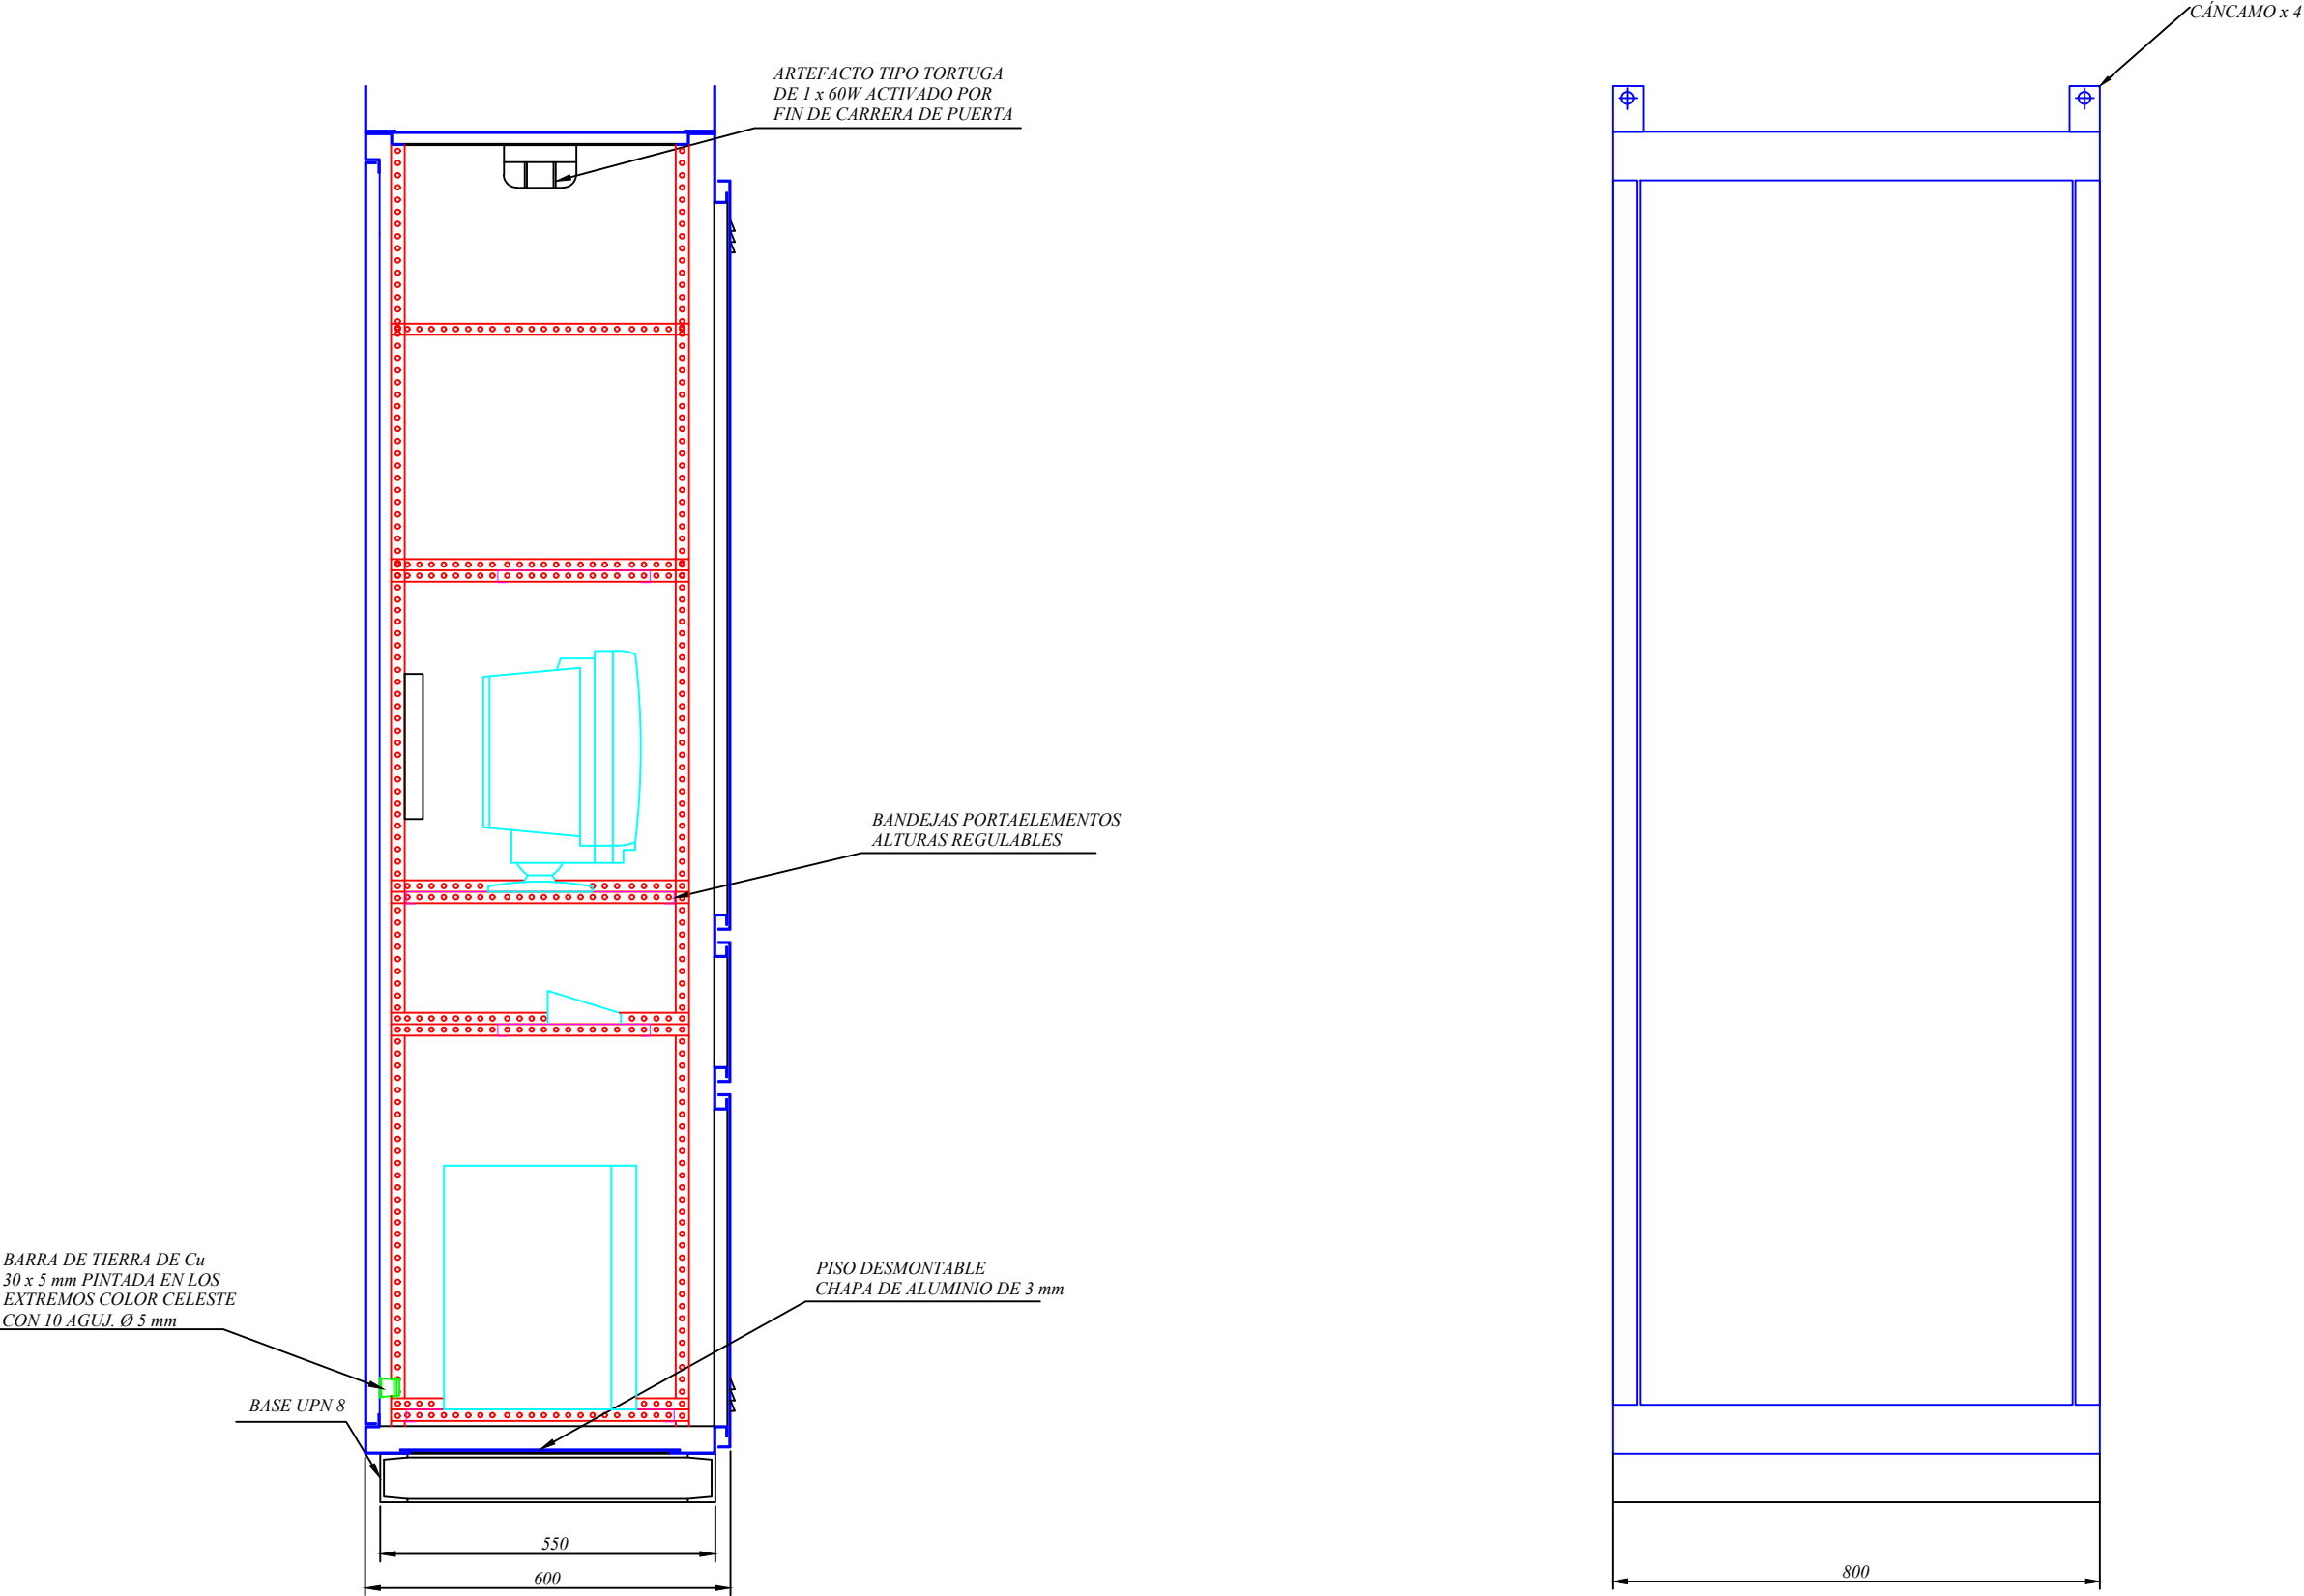 CÁNCAMO x 4
ARTEFACTO TIPO TORTUGA
DE 1 x 60W ACTIVADO POR
FIN DE CARRERA DE PUERTA
BANDEJAS PORTAELEMENTOS
ALTURAS REGULABLES
BARRA DE TIERRA DE Cu
30 x 5 mm PINTADA EN LOS
EXTREMOS COLOR CELESTE
CON 10 AGUJ. Ø 5 mm
PISO DESMONTABLE
CHAPA DE ALUMINIO DE 3 mm
BASE UPN 8
550
600
800